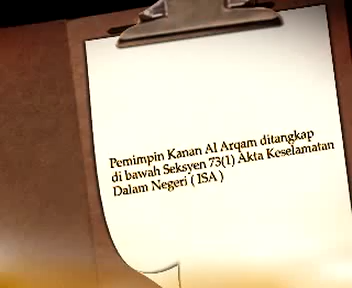 Pemimpin Kanan Al Arqam ditangkap
di bawah Seksyen 73(1) Akta Keselamatan
Dalam Negeri ( ISA )